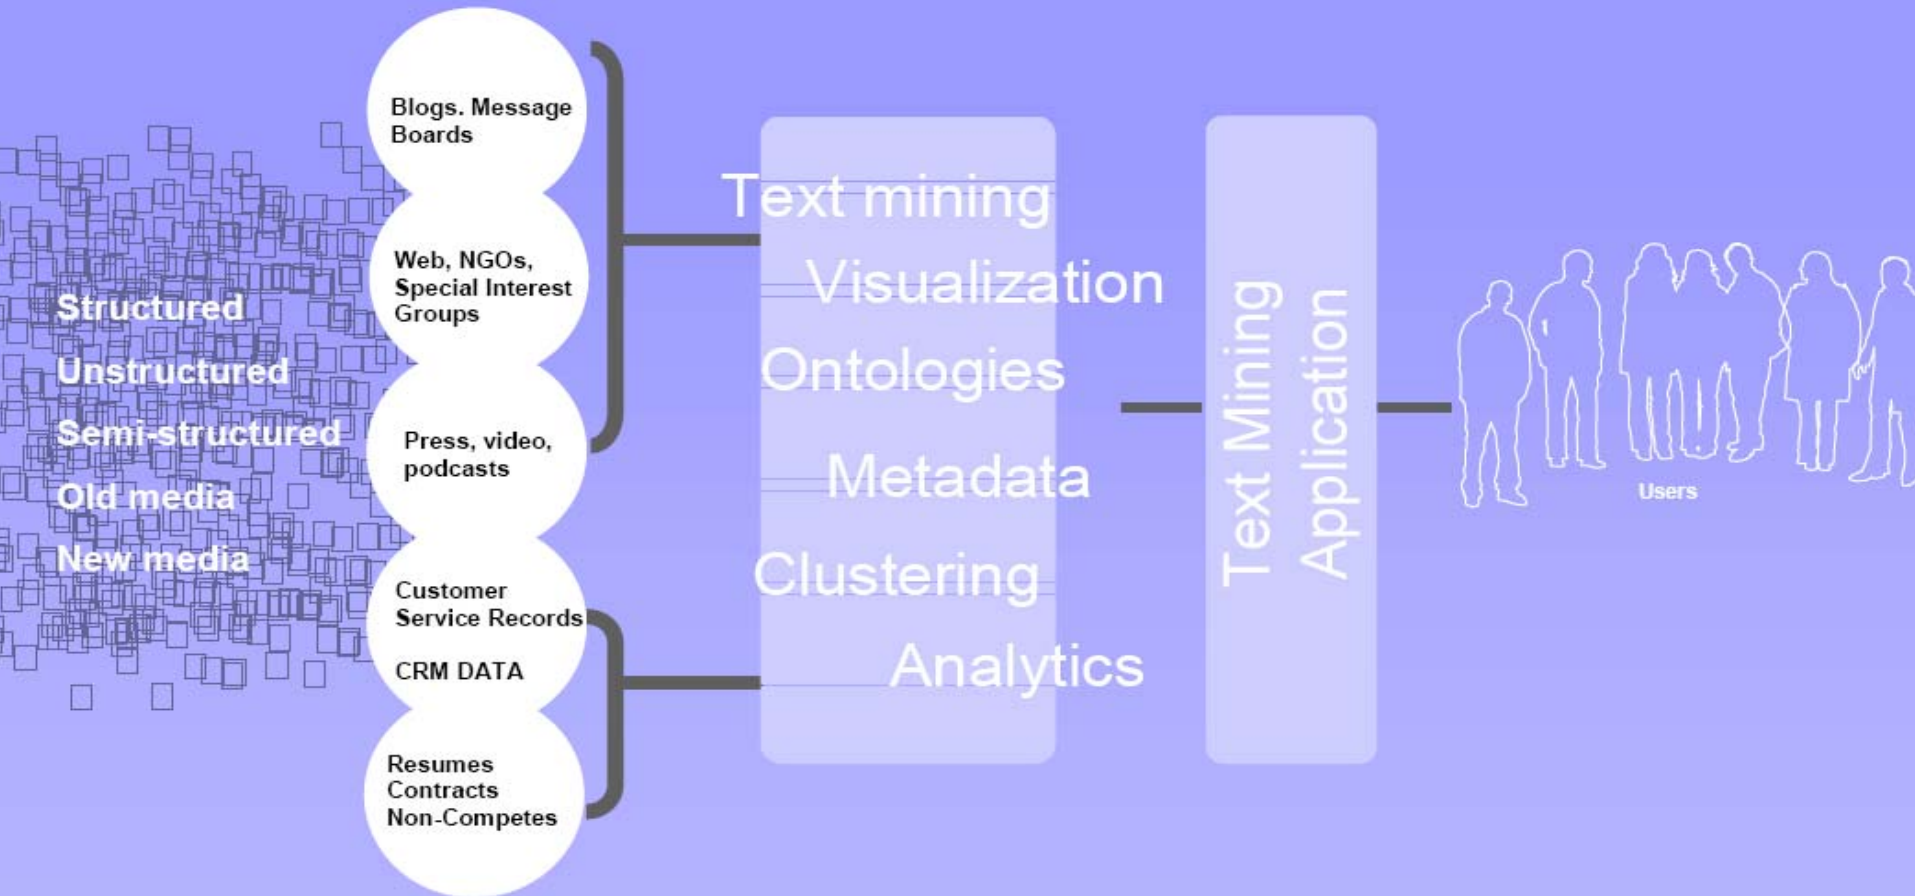 Structured
Unstructured
Semi-structured
Old media
New media
Blogs. Message
Boards
Web, NGOs,
Special Interest
Groups
Press, video,
podcasts
Customer
Service Records
CRM DATA
Resumes
Contracts
Non-Competes
Text mining
Visualization
Ontologies
Metadata
Clustering
Analytics
Text Mining
Application
Users